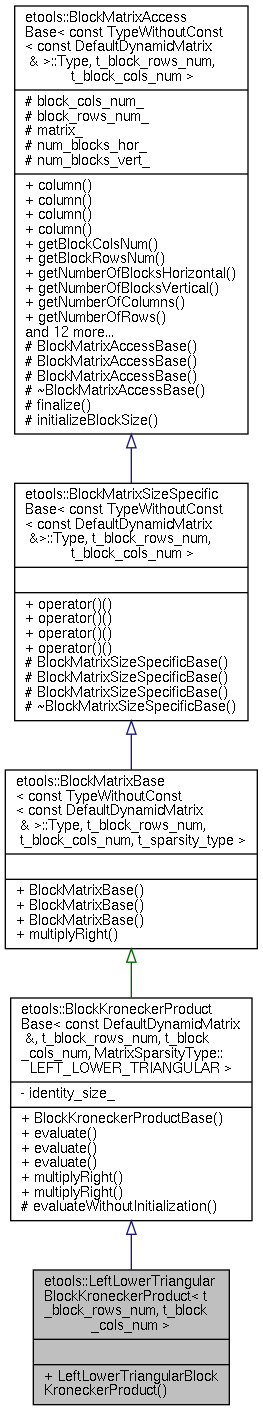 etools::BlockMatrixAccess
Base< const TypeWithoutConst
< const DefaultDynamicMatrix
& >::Type, t_block_rows_num,
t_block_cols_num >
# block_cols_num_
# block_rows_num_
# matrix_
# num_blocks_hor_
# num_blocks_vert_
+ column()
+ column()
+ column()
+ column()
+ getBlockColsNum()
+ getBlockRowsNum()
+ getNumberOfBlocksHorizontal()
+ getNumberOfBlocksVertical()
+ getNumberOfColumns()
+ getNumberOfRows()
and 12 more...
# BlockMatrixAccessBase()
# BlockMatrixAccessBase()
# BlockMatrixAccessBase()
# ~BlockMatrixAccessBase()
# finalize()
# initializeBlockSize()
etools::BlockMatrixSizeSpecific
Base< const TypeWithoutConst
< const DefaultDynamicMatrix
&>::Type, t_block_rows_num,
t_block_cols_num >
+ operator()()
+ operator()()
+ operator()()
+ operator()()
# BlockMatrixSizeSpecificBase()
# BlockMatrixSizeSpecificBase()
# BlockMatrixSizeSpecificBase()
# ~BlockMatrixSizeSpecificBase()
etools::BlockMatrixBase
< const TypeWithoutConst
< const DefaultDynamicMatrix
& >::Type, t_block_rows_num,
t_block_cols_num, t_sparsity_type >
+ BlockMatrixBase()
+ BlockMatrixBase()
+ BlockMatrixBase()
+ multiplyRight()
etools::BlockKroneckerProduct
Base< const DefaultDynamicMatrix
&, t_block_rows_num, t_block
_cols_num, MatrixSparsityType::
LEFT_LOWER_TRIANGULAR >
- identity_size_
+ BlockKroneckerProductBase()
+ evaluate()
+ evaluate()
+ evaluate()
+ multiplyRight()
+ multiplyRight()
# evaluateWithoutInitialization()
etools::LeftLowerTriangular
BlockKroneckerProduct< t
_block_rows_num, t_block
_cols_num >
+ LeftLowerTriangularBlock
KroneckerProduct()